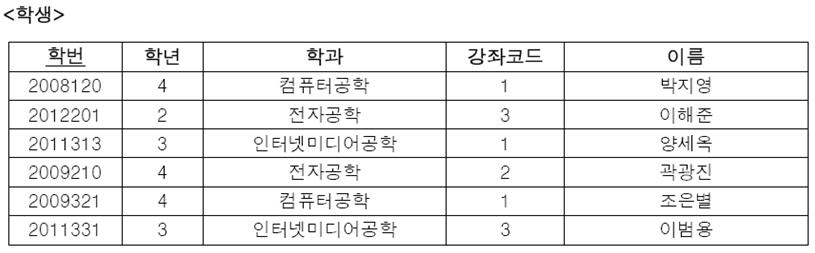 <학생>
학번 학년 학과 강좌코드 이름
2008120 4 컴퓨터공학 1 박지영
2012201 2 전자공학 3 이해준
2011313 3 인터넷미디어공학 1 양세옥
2009210 4 전자공학 2 곽광진
2009321 4 컴퓨터공학 1 조은별
2011331 3 인터넷미디어공학 3 이범용